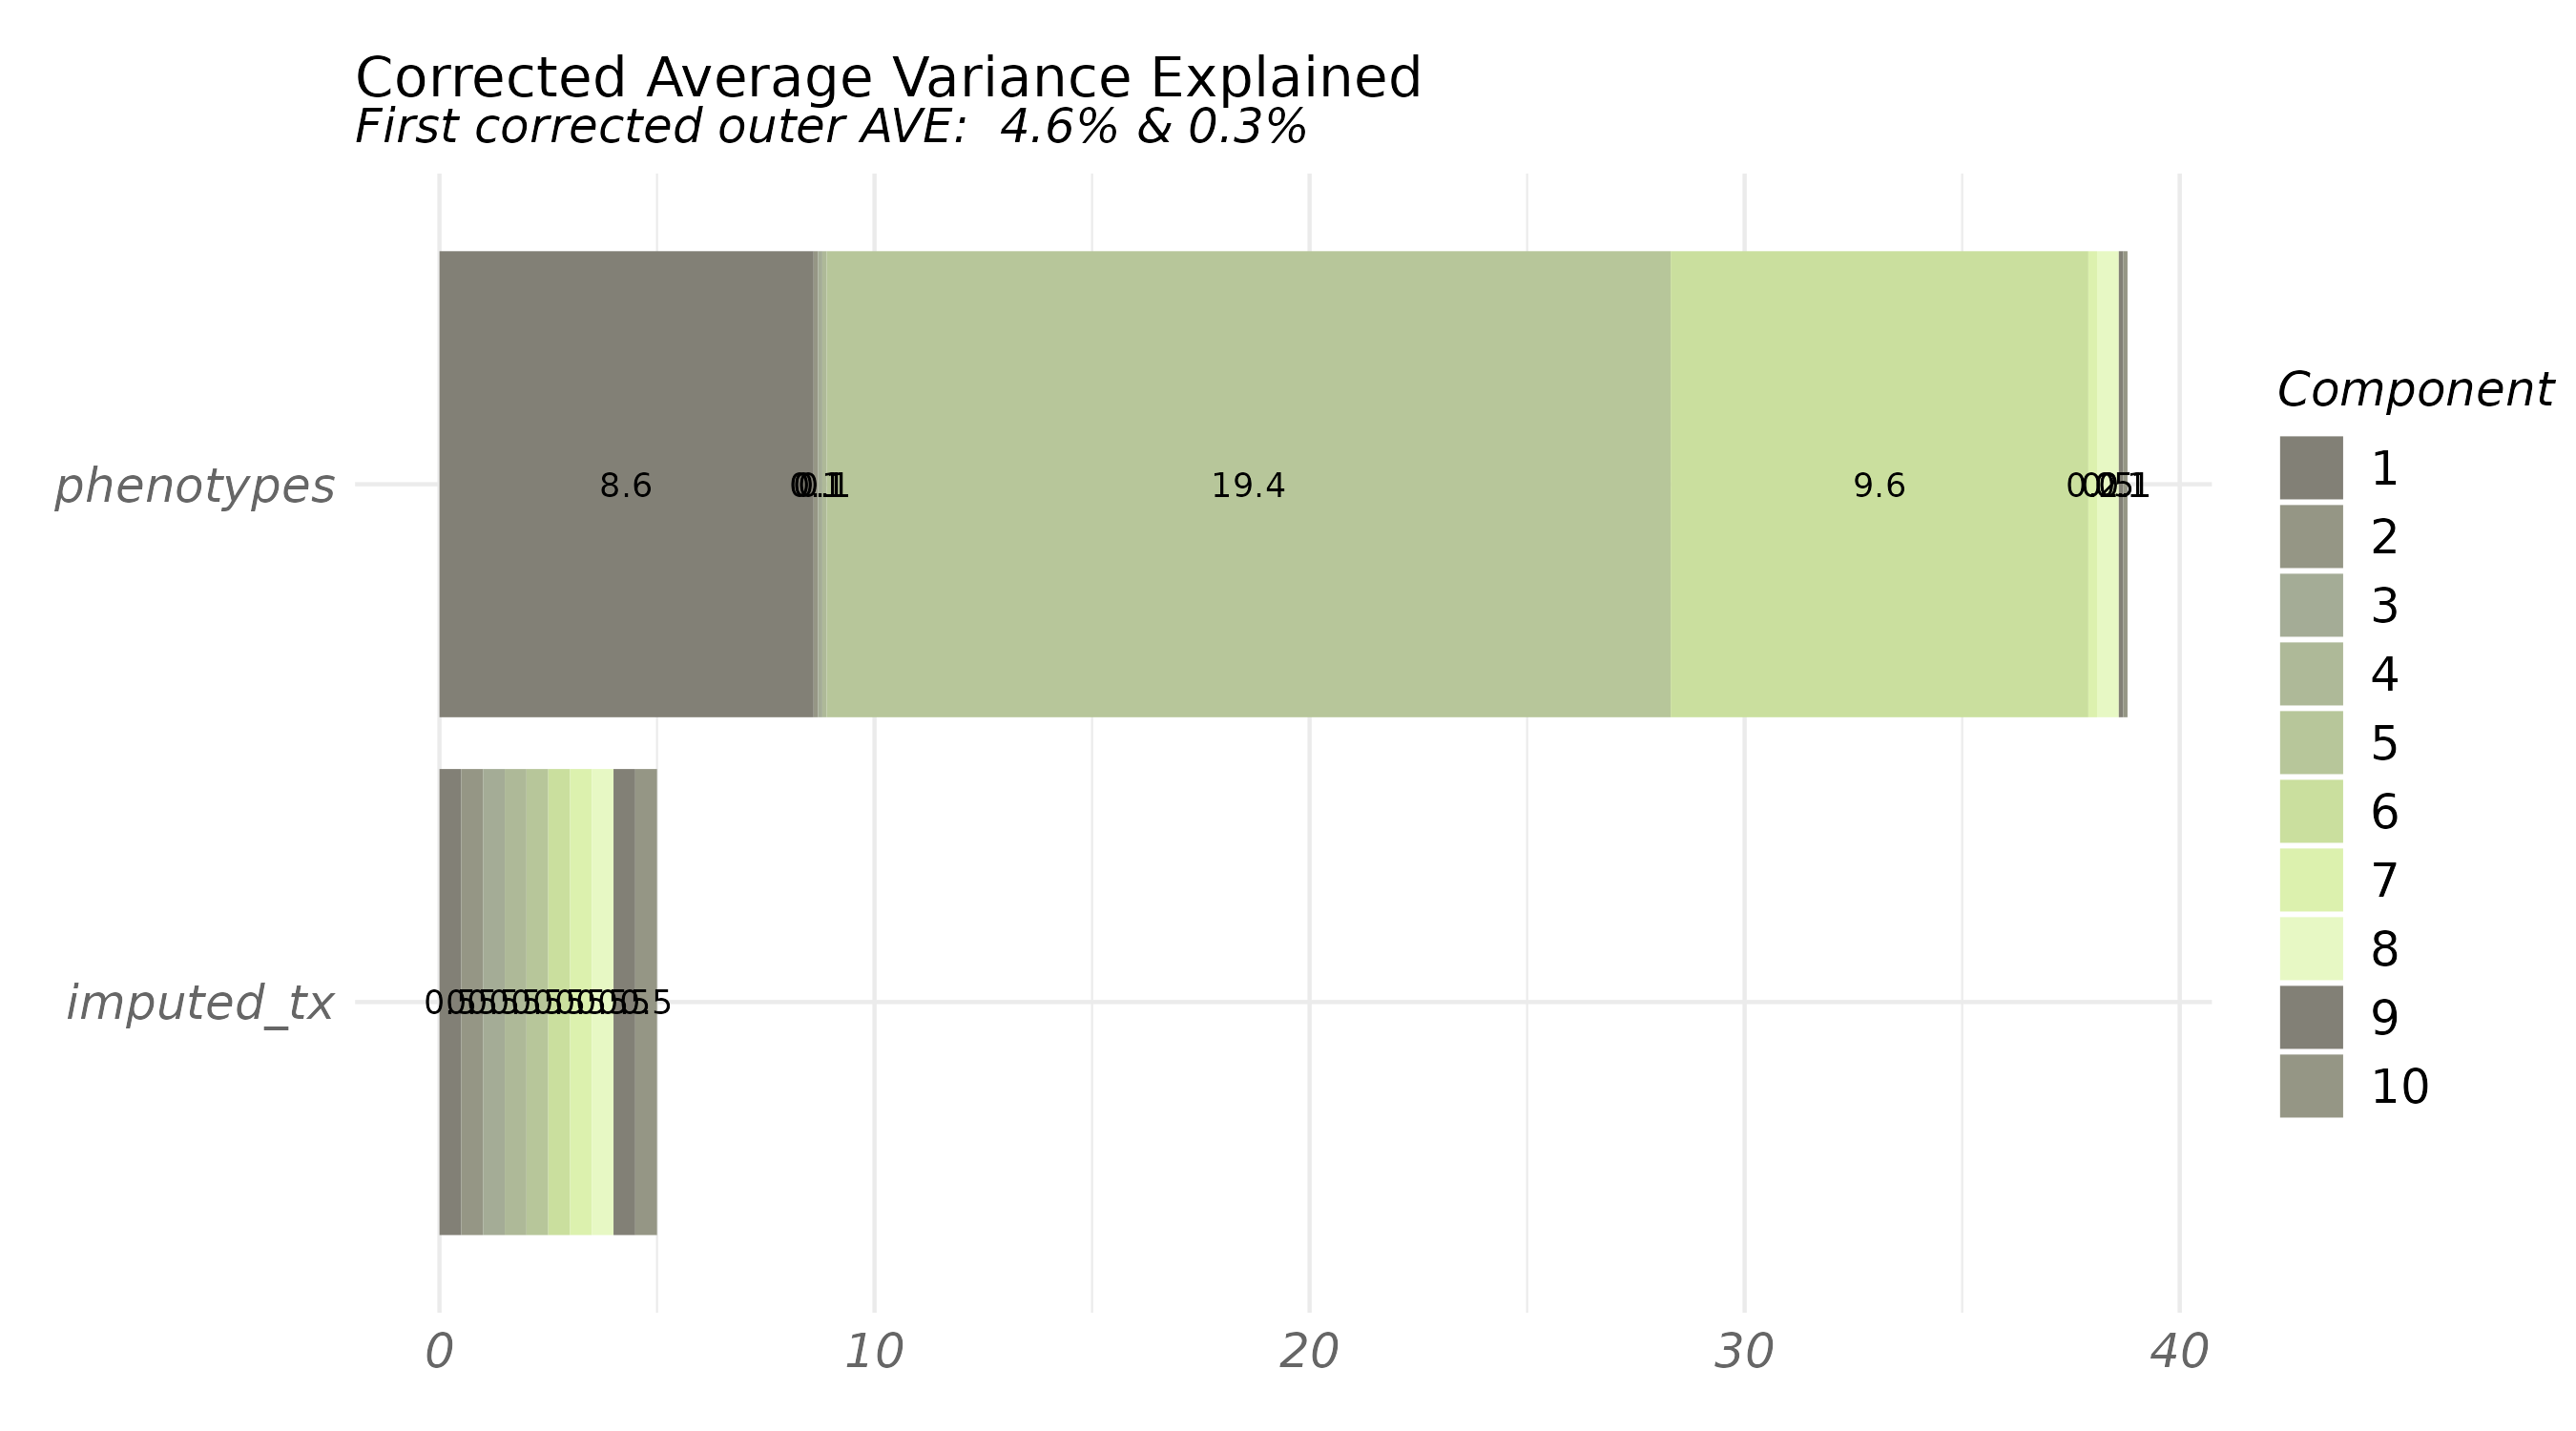 Corrected Average Variance Explained
First corrected outer AVE: 4.6% & 0.3%
phenotypes
8.6
19.4
9.6
imputed_tx
0 10 20 30 40
Component
1
2
3
4
5
6
7
8
9
10